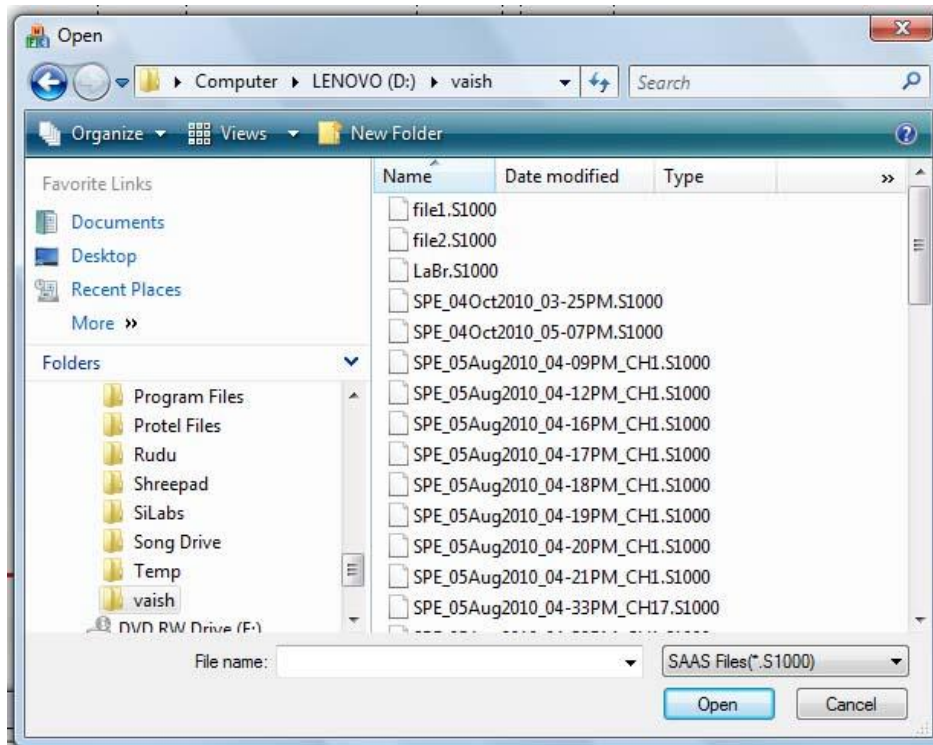 Open
Computer LENOVO (D:) vaish Search
Organize Views New Folder
Favorite Links
Documents
Desktop
Recent Places
More »
Folders
Program Files
Protel Files
Rudu
Shreepad
SiLabs
Song Drive
Temp
vaish
DVD RW Drive (F:)
Name Date modified Type »
file1.S1000
file2.S1000
LaBr.S1000
SPE_04Oct2010_03-25PM.S1000
SPE_04Oct2010_05-07PM.S1000
SPE_05Aug2010_04-09PM_CH1.S1000
SPE_05Aug2010_04-12PM_CH1.S1000
SPE_05Aug2010_04-16PM_CH1.S1000
SPE_05Aug2010_04-17PM_CH1.S1000
SPE_05Aug2010_04-18PM_CH1.S1000
SPE_05Aug2010_04-19PM_CH1.S1000
SPE_05Aug2010_04-20PM_CH1.S1000
SPE_05Aug2010_04-21PM_CH1.S1000
SPE_05Aug2010_04-33PM_CH17.S1000
File name: SAAS Files(*.S1000)
Open Cancel